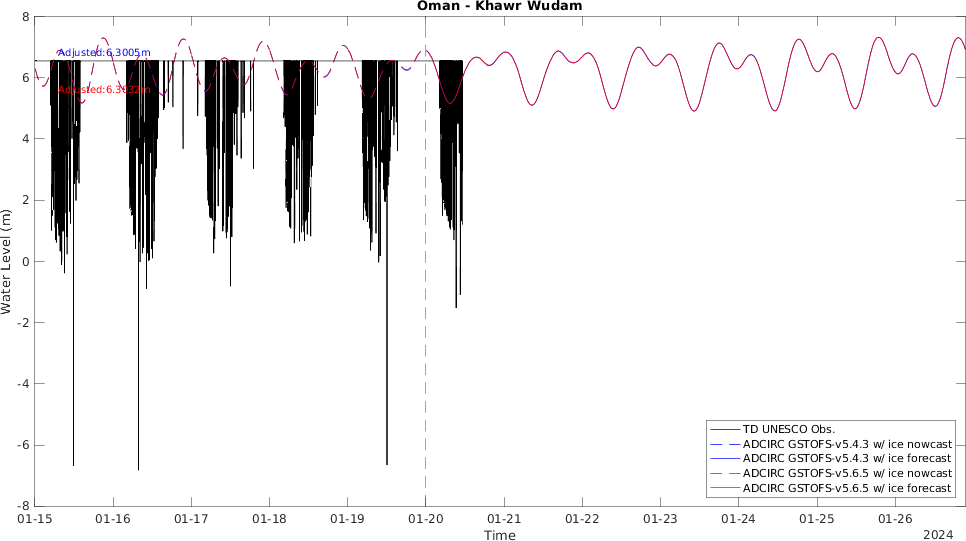 Oman - Khawr Wudam
8
6
4
2
0
-2
-4
-6
-8
Water Level (m)
Adjusted:6.3005m
Adjusted:6.3032m
TD UNESCO Obs.
ADCIRC GSTOFS-v5.4.3 w/ ice nowcast
ADCIRC GSTOFS-v5.4.3 w/ ice forecast
ADCIRC GSTOFS-v5.6.5 w/ ice nowcast
ADCIRC GSTOFS-v5.6.5 w/ ice forecast
01-15 01-16 01-17 01-18 01-19 01-20 01-21 01-22 01-23 01-24 01-25 01-26
Time
2024